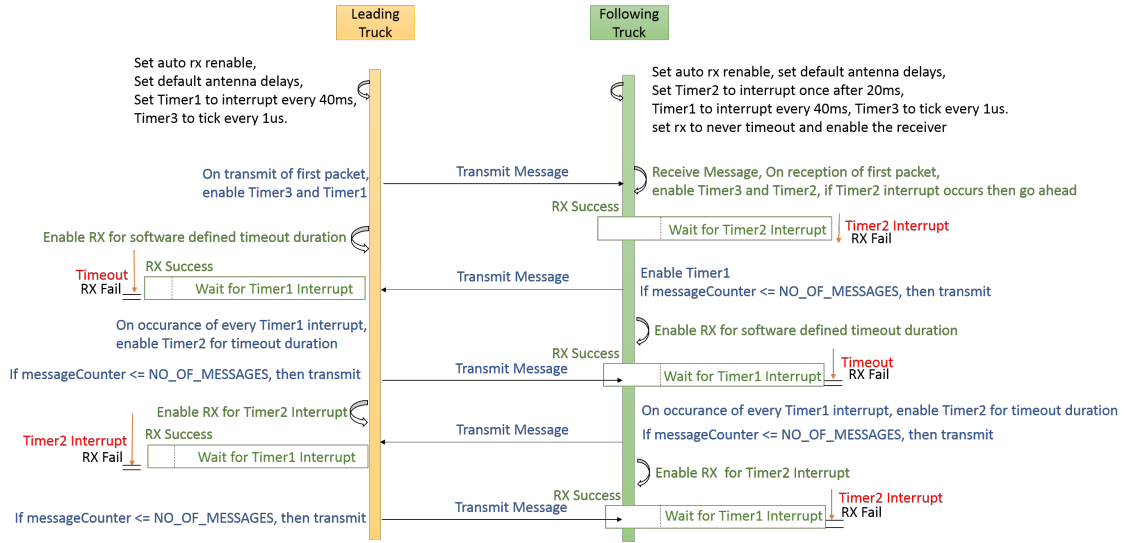 Leading
Truck
Following
Truck
Set auto rx renable,
Set default antenna delays,
Set Timer1 to interrupt every 40ms,
Timer3 to tick every 1us.
Set auto rx renable, set default antenna delays,
Set Timer2 to interrupt once after 20ms,
Timer1 to interrupt every 40ms, Timer3 to tick every 1us.
set rx to never timeout and enable the receiver
On transmit of first packet,
enable Timer3 and Timer1
Transmit Message
Receive Message, On reception of first packet,
enable Timer3 and Timer2, if Timer2 interrupt occurs then go ahead
RX Success
Wait for Timer2 Interrupt
Timer2 Interrupt
RX Fail
Enable RX for software defined timeout duration
RX Success
Timeout
RX Fail
Wait for Timer1 Interrupt
Transmit Message
Enable Timer1
If messageCounter <= NO_OF_MESSAGES, then transmit
On occurance of every Timer1 interrupt,
enable Timer2 for timeout duration
Enable RX for software defined timeout duration
RX Success
If messageCounter <= NO_OF_MESSAGES, then transmit
Transmit Message
Wait for Timer1 Interrupt
Timeout
RX Fail
Enable RX for Timer2 Interrupt
On occurance of every Timer1 interrupt, enable Timer2 for timeout duration
RX Success
Timer2 Interrupt
RX Fail
Wait for Timer1 Interrupt
Transmit Message
If messageCounter <= NO_OF_MESSAGES, then transmit
Enable RX  for Timer2 Interrupt
RX Success
If messageCounter <= NO_OF_MESSAGES, then transmit
Transmit Message
Wait for Timer1 Interrupt
Timer2 Interrupt
RX Fail